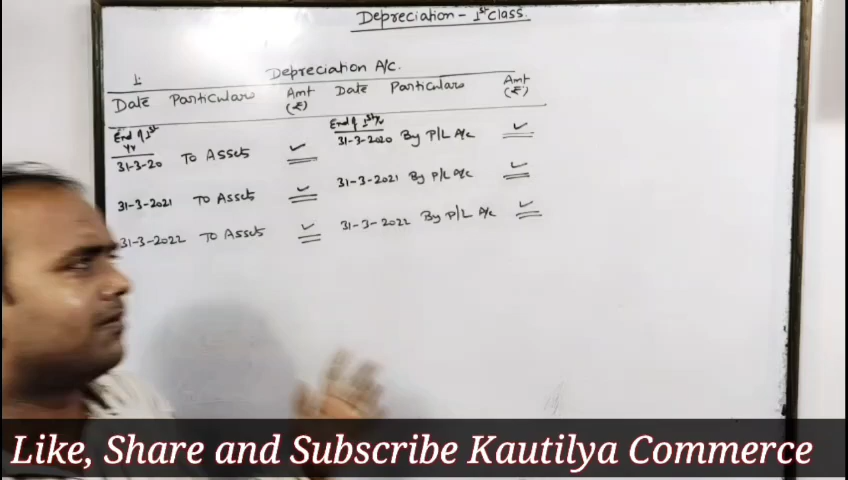 Depreciation - 1st Class.
1. Depreciation A/c.
Date Particulars Amt (₹) Date Particulars Amt (₹)
End of 1st Yr End of 1st Yr
31-3-20 To Assets ✓ 31-3-2020 By P/L A/c ✓
31-3-2021 To Assets ✓ 31-3-2021 By P/L A/c ✓
31-3-2022 To Assets ✓ 31-3-2022 By P/L A/c ✓
Like, Share and Subscribe Kautilya Commerce